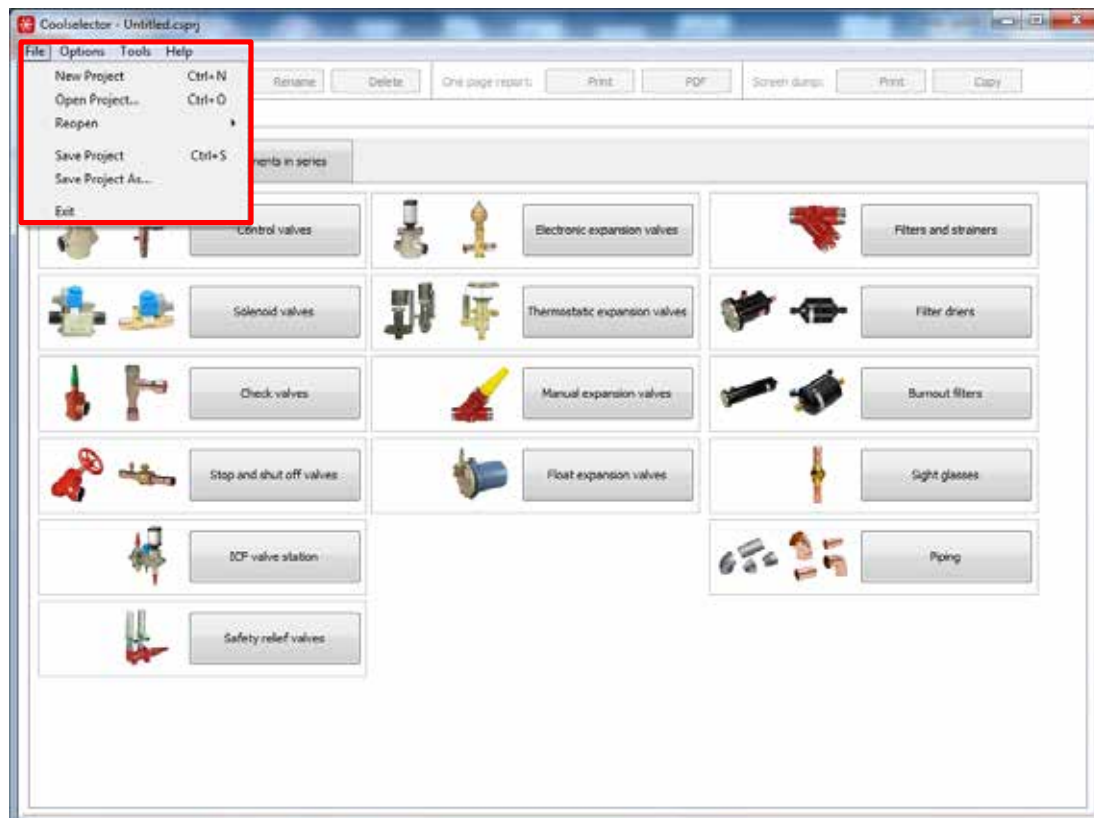 Coolselector - Untitled.csprj
File Options Tools Help
New Project Ctrl+N
Open Project... Ctrl+O
Reopen
Save Project Ctrl+S
Save Project As...
Exit
Rename Delete One page report: Print PDF Screen dump: Print Copy
nents in series
Control valves Electronic expansion valves Filters and strainers
Solenoid valves Thermostatic expansion valves Filter driers
Check valves Manual expansion valves Burnout filters
Stop and shut off valves Float expansion valves Sight glasses
ICF valve station Piping
Safety relief valves